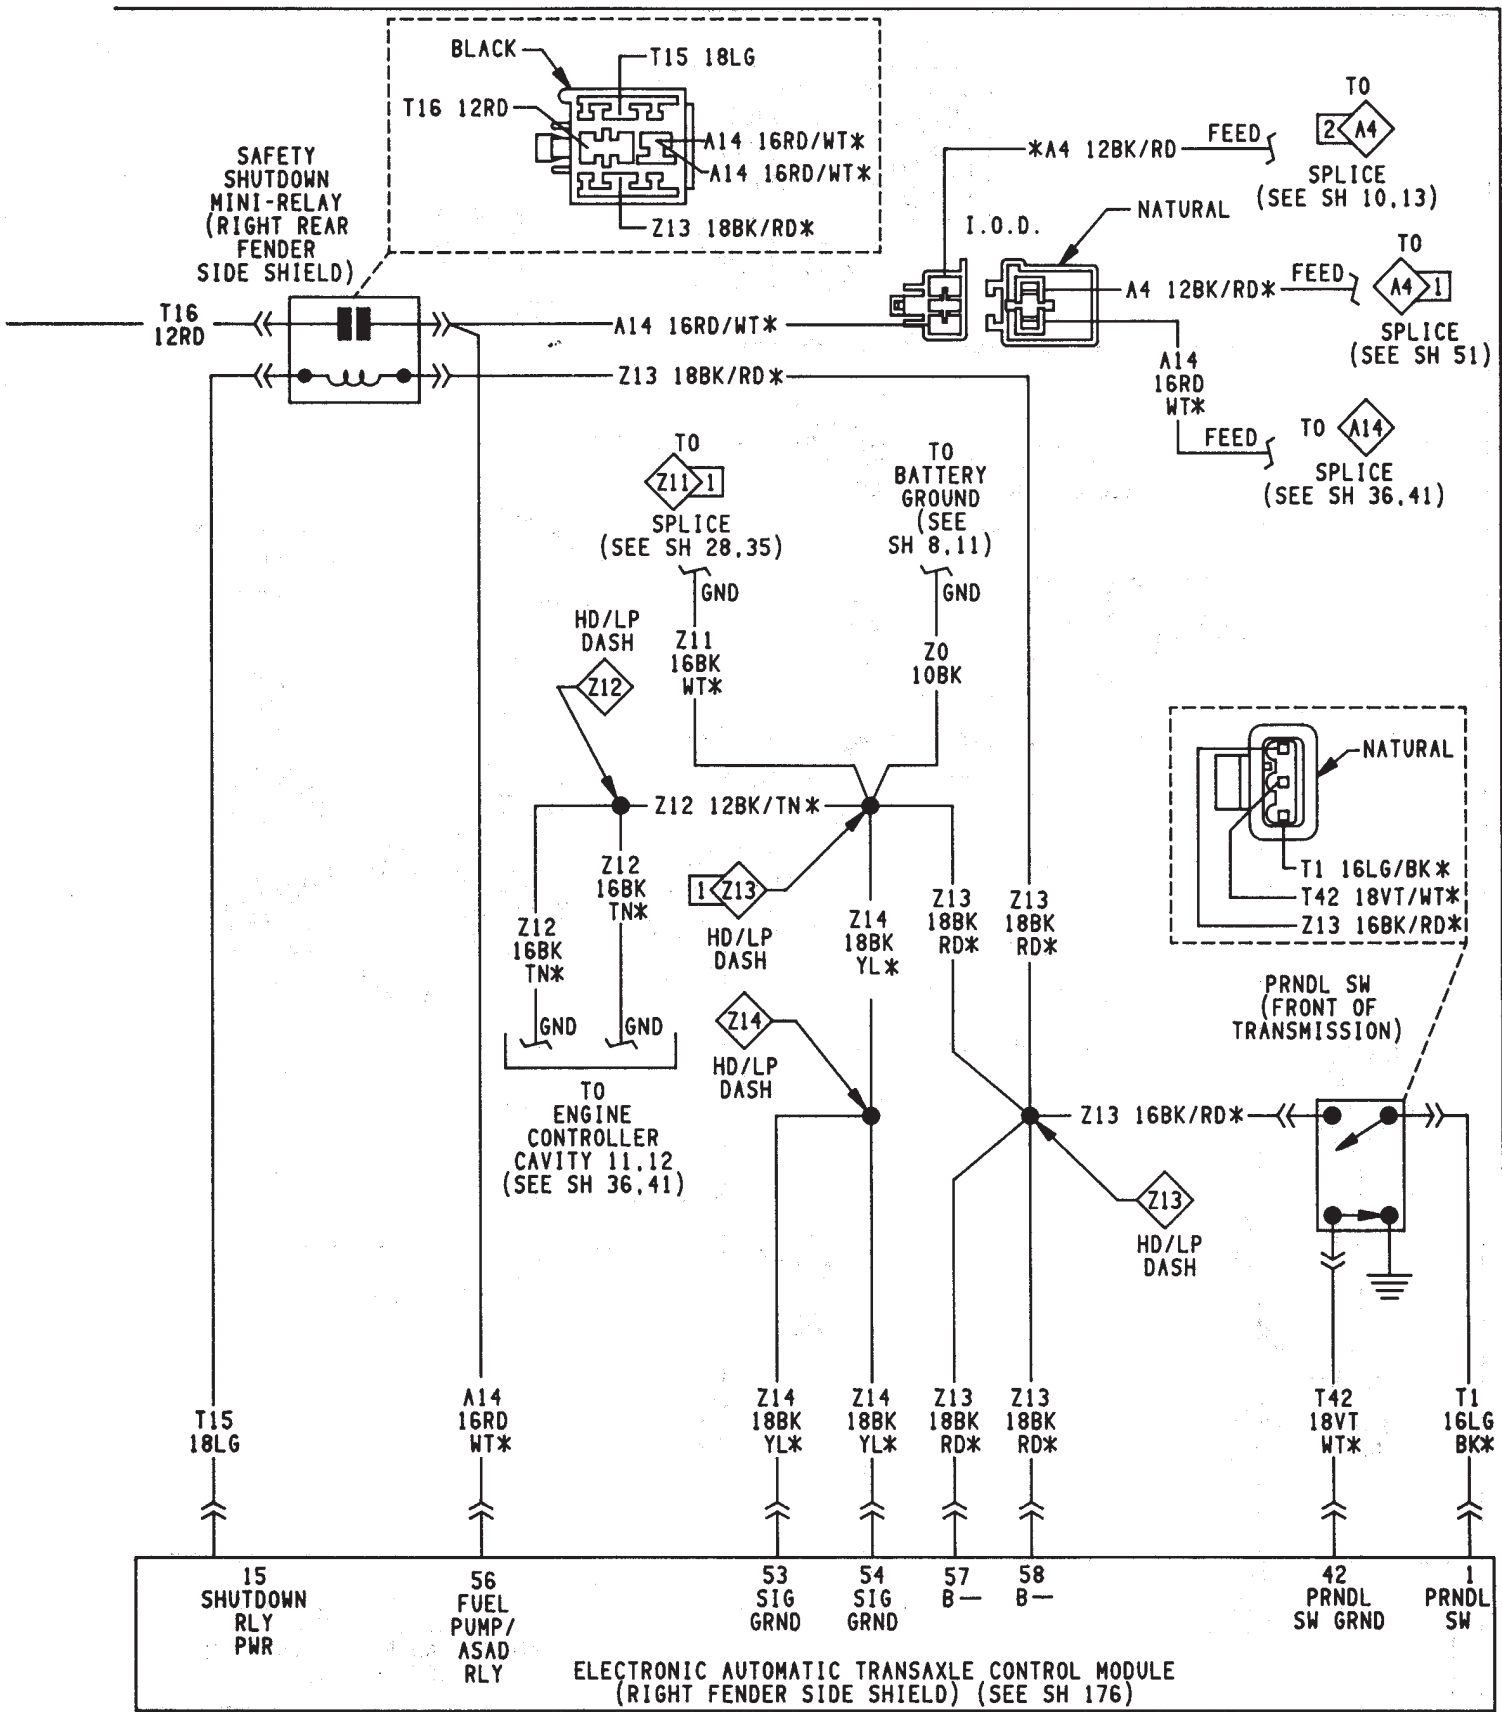 BLACK
T15 18LG
T16 12RD
A14 16RD/WT*
A14 16RD/WT*
Z13 18BK/RD*
SAFETY
SHUTDOWN
MINI-RELAY
(RIGHT REAR
FENDER
SIDE SHIELD)
TO
2 A4
*A4 12BK/RD
FEED
SPLICE
(SEE SH 10,13)
I.O.D.
NATURAL
TO
A4 12BK/RD*
FEED
A4 1
SPLICE
(SEE SH 51)
T16
12RD
A14 16RD/WT*
Z13 18BK/RD*
A14
16RD
WT*
FEED
TO A14
SPLICE
(SEE SH 36,41)
TO
Z11 1
SPLICE
(SEE SH 28,35)
GND
TO
BATTERY
GROUND
(SEE
SH 8,11)
GND
HD/LP
DASH
Z12
Z11
16BK
WT*
Z0
10BK
NATURAL
T1 16LG/BK*
T42 18VT/WT*
Z13 16BK/RD*
Z12 12BK/TN*
Z12
16BK
TN*
Z12
16BK
TN*
1 Z13
HD/LP
DASH
Z14
18BK
YL*
Z13
18BK
RD*
Z13
18BK
RD*
GND
GND
Z14
HD/LP
DASH
TO
ENGINE
CONTROLLER
CAVITY 11,12
(SEE SH 36,41)
PRNDL SW
(FRONT OF
TRANSMISSION)
Z13 16BK/RD*
Z13
HD/LP
DASH
T15
18LG
A14
16RD
WT*
Z14
18BK
YL*
Z14
18BK
YL*
Z13
18BK
RD*
Z13
18BK
RD*
T42
18VT
WT*
T1
16LG
BK*
15
SHUTDOWN
RLY
PWR
56
FUEL
PUMP/
ASAD
RLY
53
SIG
GRND
54
SIG
GRND
57
B—
58
B—
42
PRNDL
SW GRND
1
PRNDL
SW
ELECTRONIC AUTOMATIC TRANSAXLE CONTROL MODULE
(RIGHT FENDER SIDE SHIELD) (SEE SH 176)